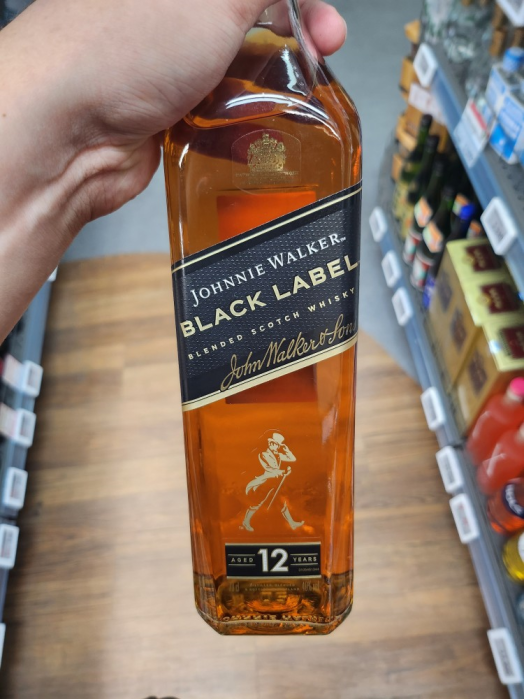 JOHNNIE WALKER
BLACK LABEL
BLENDED SCOTCH WHISKY
John Walker & Sons
AGED 12 YEARS